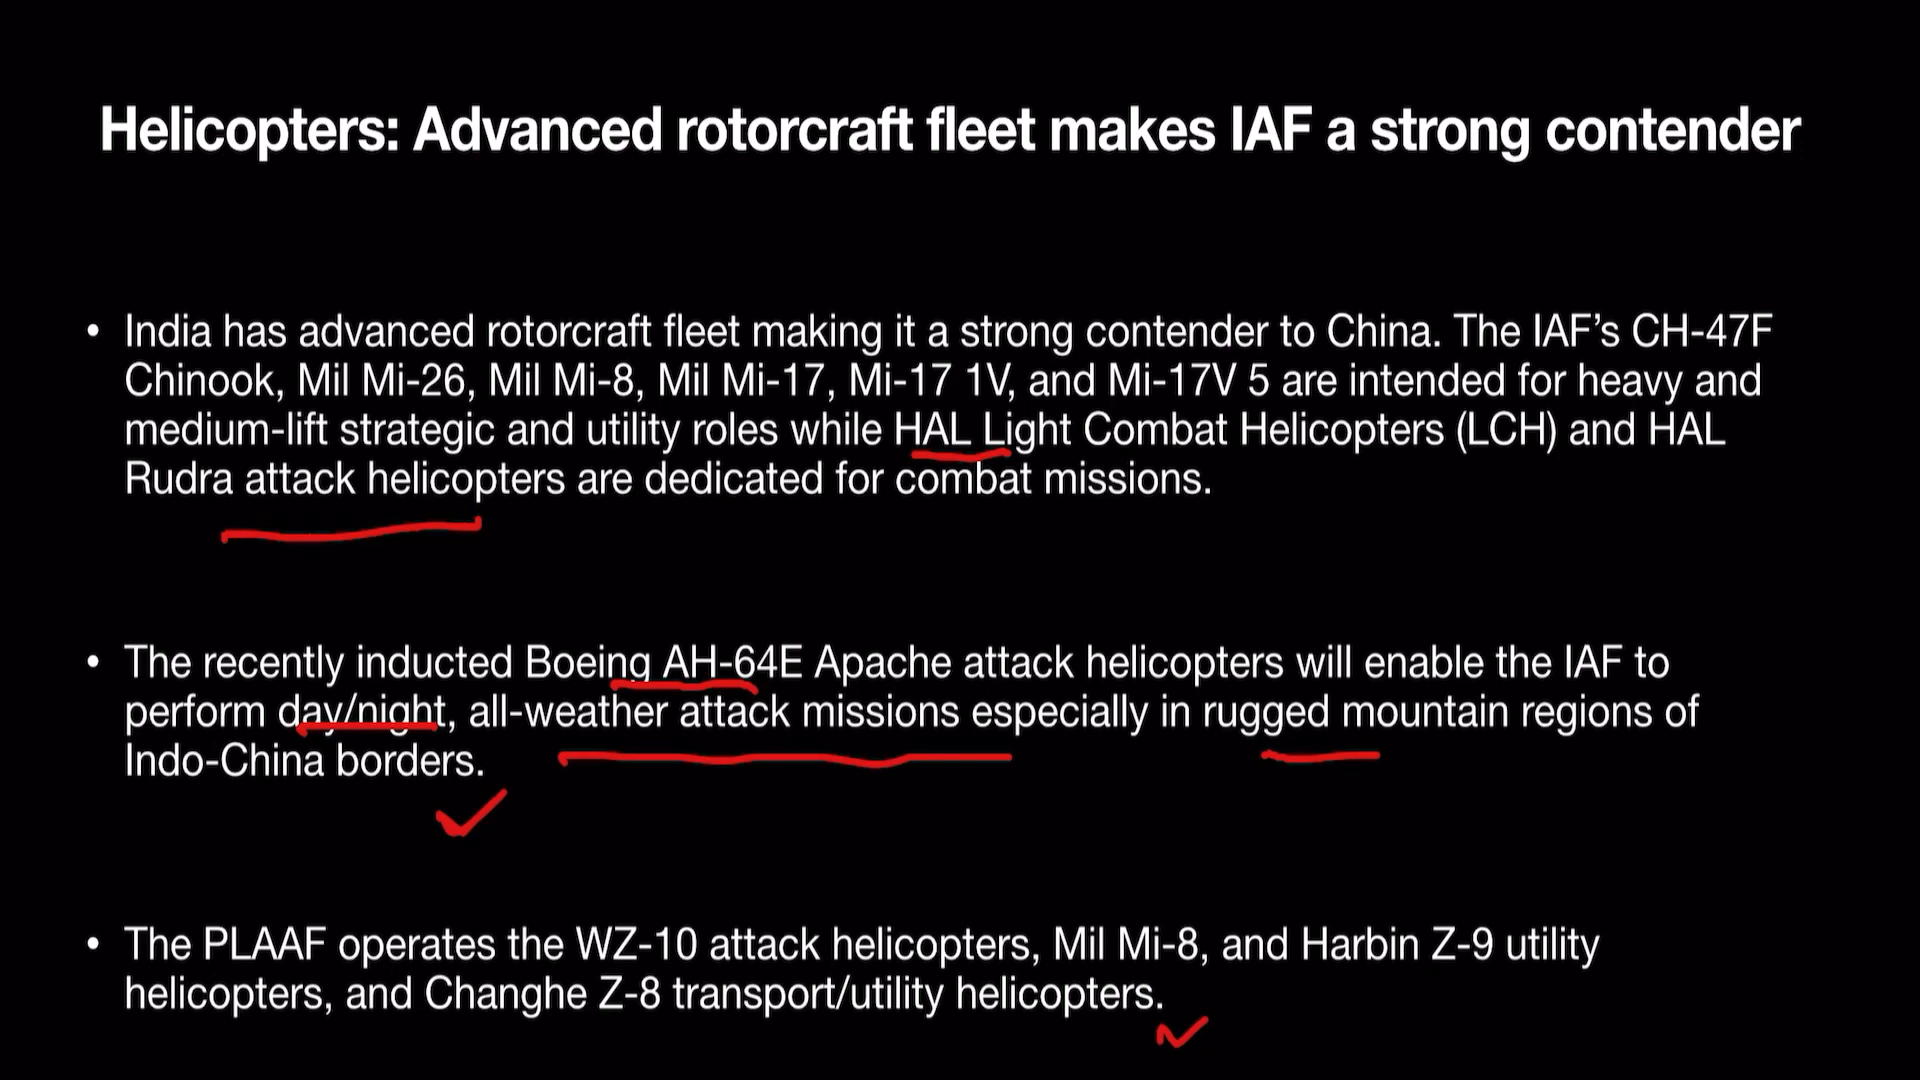 Helicopters: Advanced rotorcraft fleet makes IAF a strong contender
• India has advanced rotorcraft fleet making it a strong contender to China. The IAF’s CH-47F
Chinook, Mil Mi-26, Mil Mi-8, Mil Mi-17, Mi-17 1V, and Mi-17V 5 are intended for heavy and
medium-lift strategic and utility roles while HAL Light Combat Helicopters (LCH) and HAL
Rudra attack helicopters are dedicated for combat missions.
• The recently inducted Boeing AH-64E Apache attack helicopters will enable the IAF to
perform day/night, all-weather attack missions especially in rugged mountain regions of
Indo-China borders.
• The PLAAF operates the WZ-10 attack helicopters, Mil Mi-8, and Harbin Z-9 utility
helicopters, and Changhe Z-8 transport/utility helicopters.